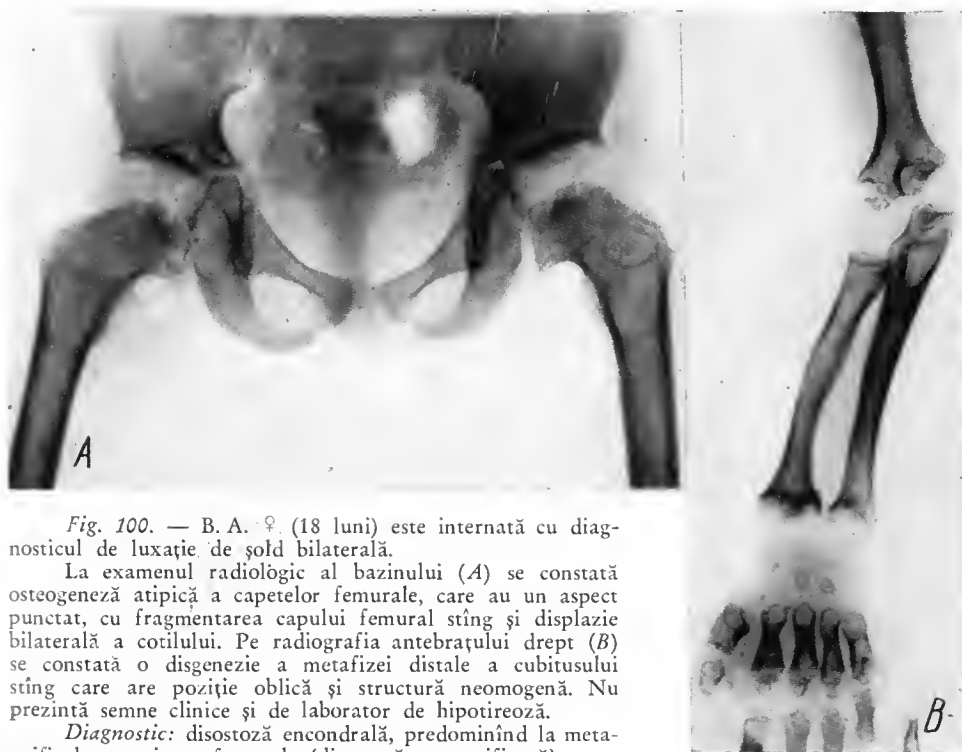 A
B
Fig. 100. — B. A. ♀ (18 luni) este internată cu diag-
nosticul de luxație de șold bilaterală.
La examenul radiologic al bazinului (A) se constată
osteogeneză atipică a capetelor femurale, care au un aspect
punctat, cu fragmentarea capului femural stîng și displazie
bilaterală a cotilului. Pe radiografia antebrațului drept (B)
se constată o disgenezie a metafizei distale a cubitusului
stîng care are poziție oblică și structură neomogenă. Nu
prezintă semne clinice și de laborator de hipotireoză.
Diagnostic: disostoză encondrală, predominînd la meta-